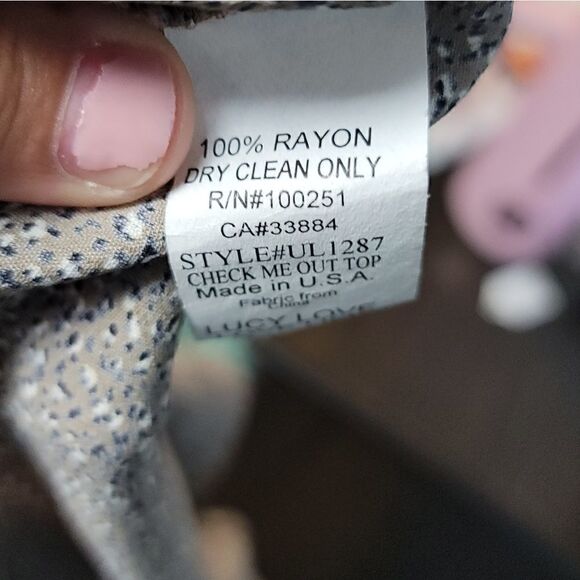 100% RAYON
DRY CLEAN ONLY
R/N#100251
CA#33884
STYLE#UL1287
CHECK ME OUT TOP
Made in U.S.A.
Fabric from
China
LUCY LOVE